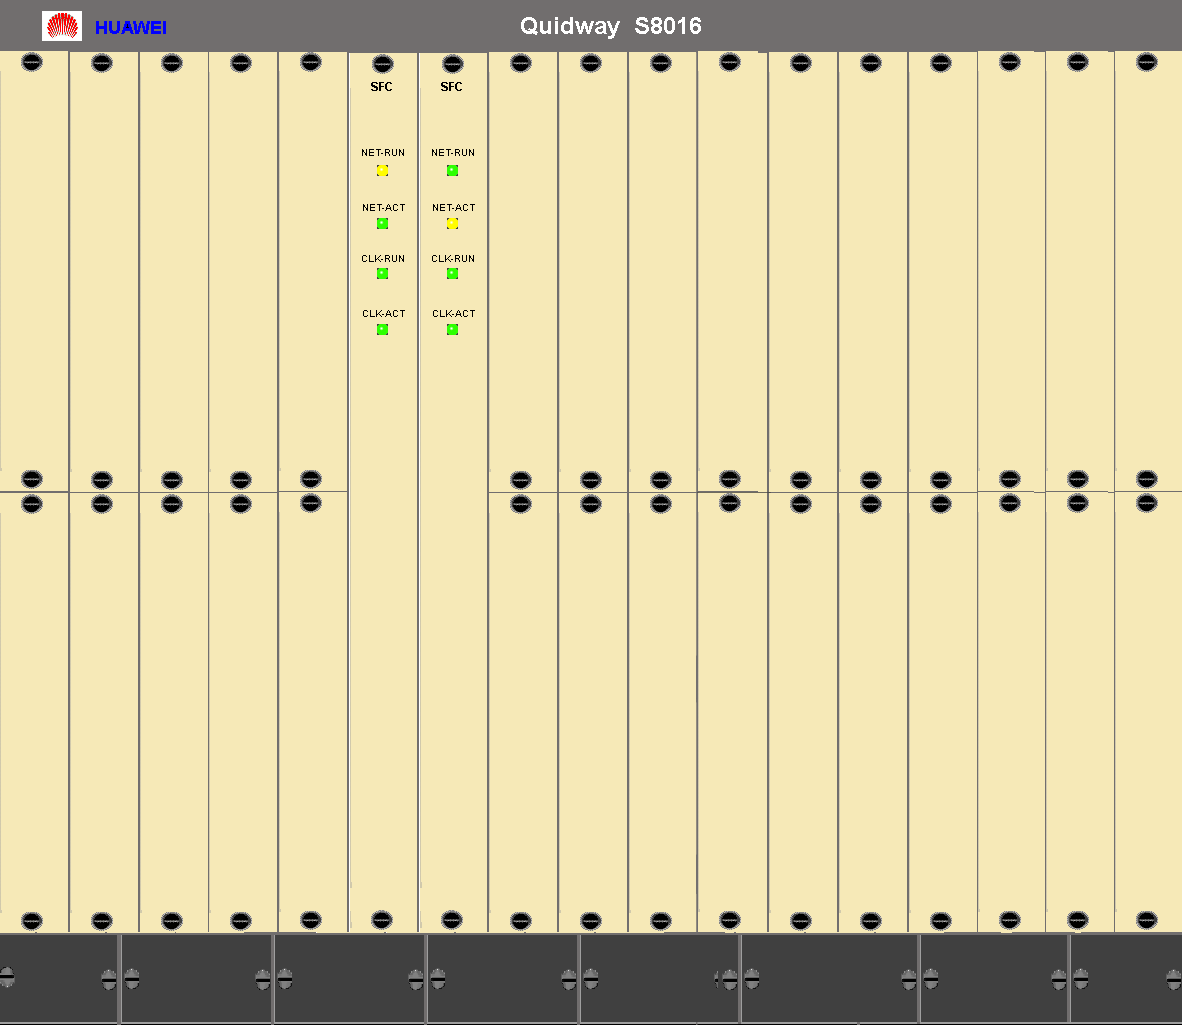 HUAWEI
Quidway S8016
SFC SFC
NET-RUN NET-RUN
NET-ACT NET-ACT
CLK-RUN CLK-RUN
CLK-ACT CLK-ACT